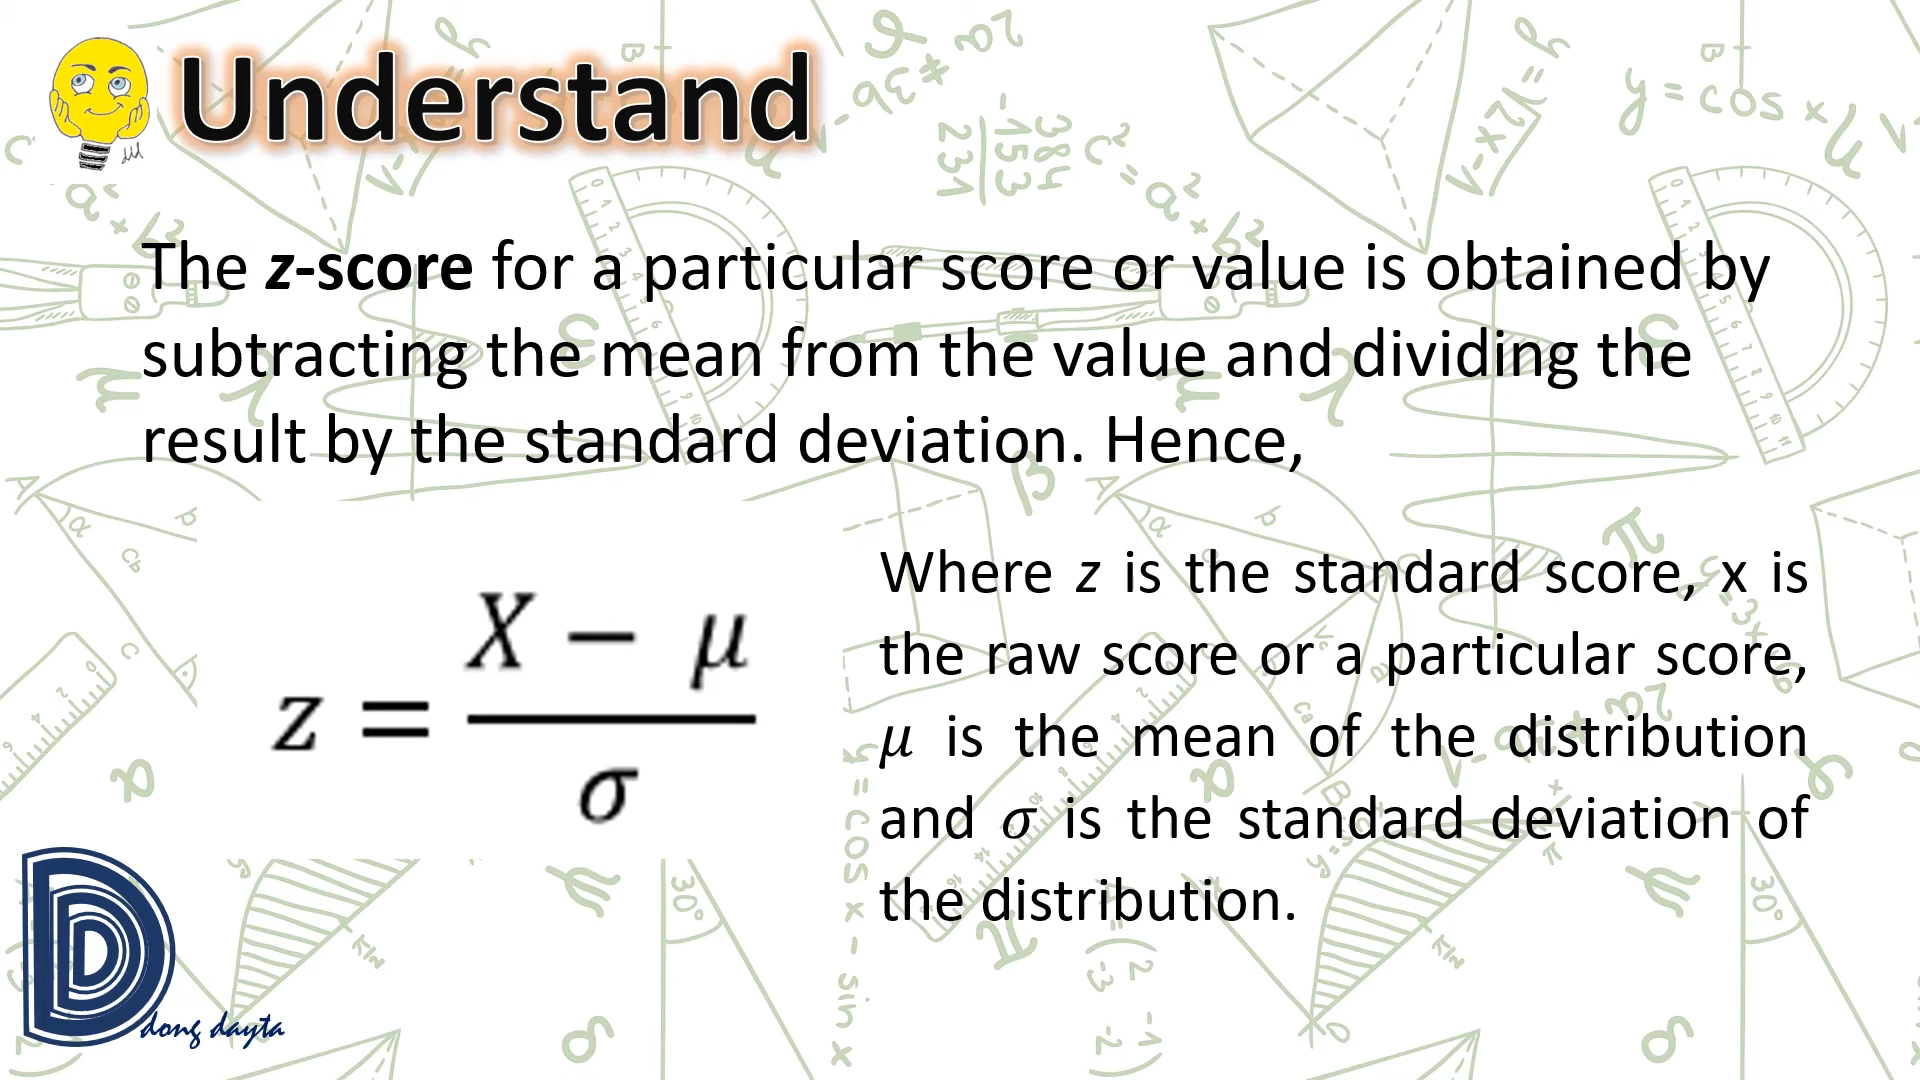 Understand
The z-score for a particular score or value is obtained by
subtracting the mean from the value and dividing the
result by the standard deviation. Hence,
z = \frac{X - μ}{σ}
Where z is the standard score, x is
the raw score or a particular score,
μ is the mean of the distribution
and σ is the standard deviation of
the distribution.
dong dayta